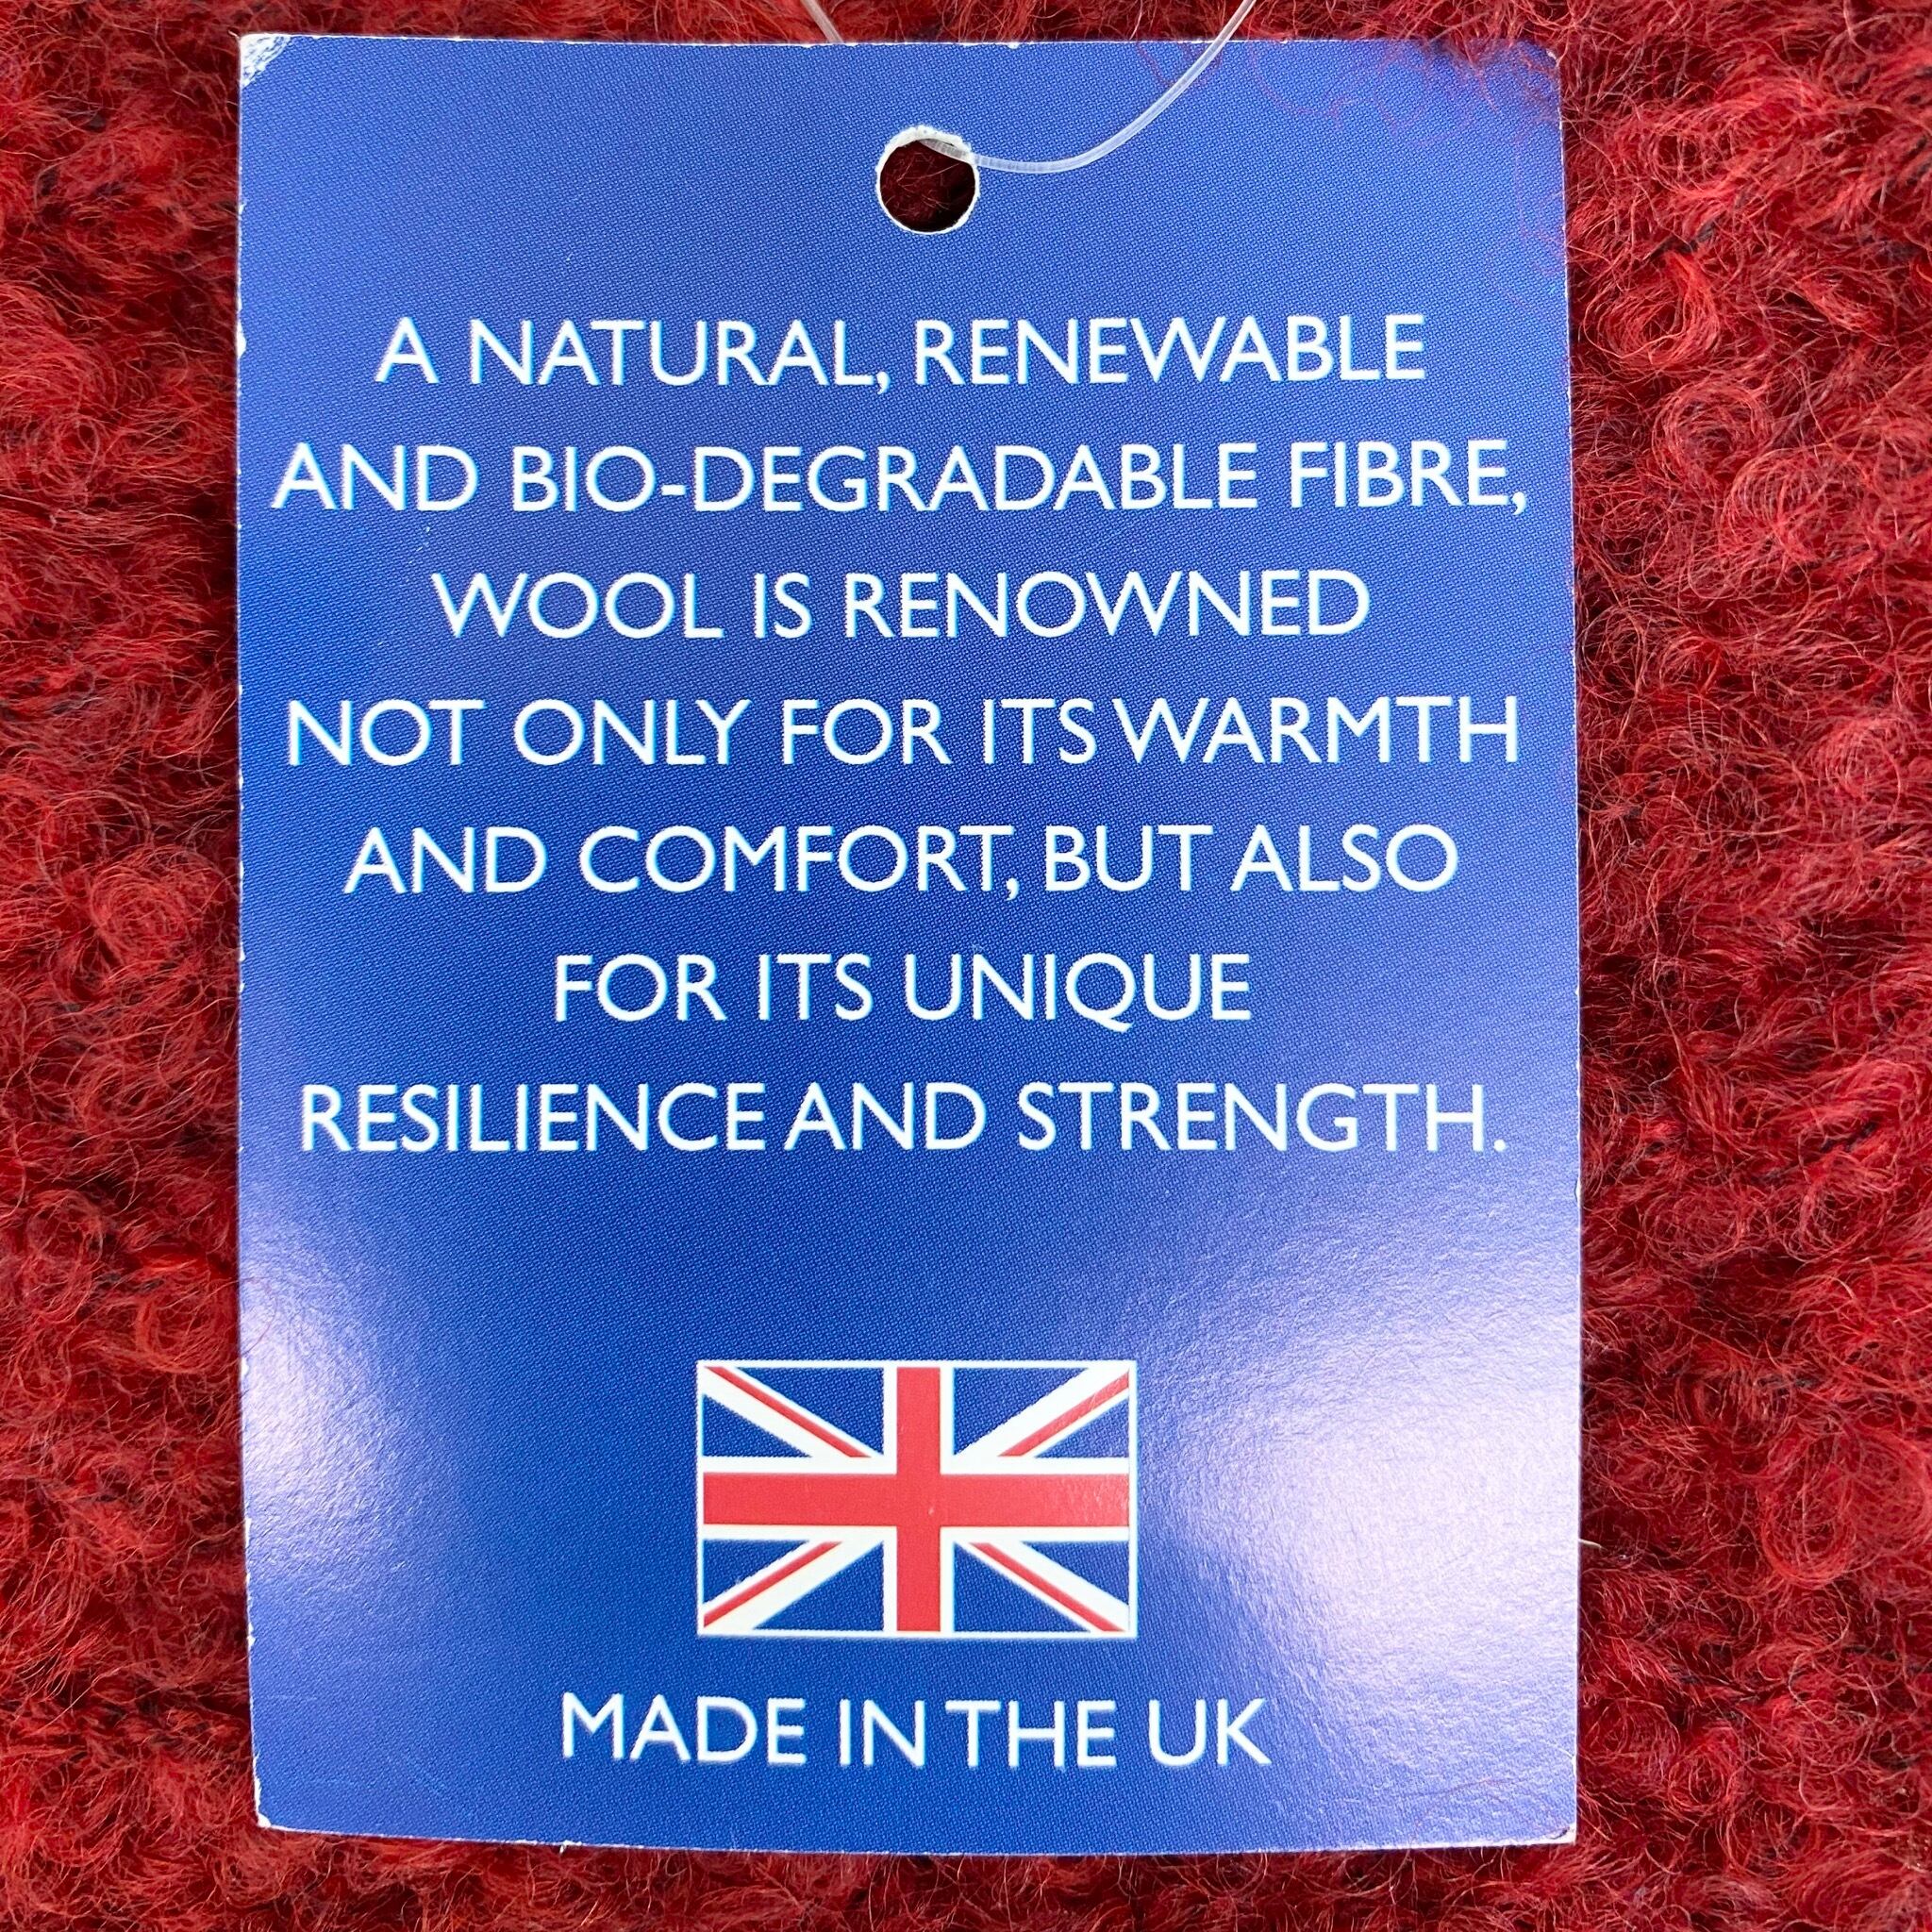 A NATURAL, RENEWABLE
AND BIO-DEGRADABLE FIBRE,
WOOL IS RENOWNED
NOT ONLY FOR ITS WARMTH
AND COMFORT, BUT ALSO
FOR ITS UNIQUE
RESILIENCE AND STRENGTH.
MADE IN THE UK